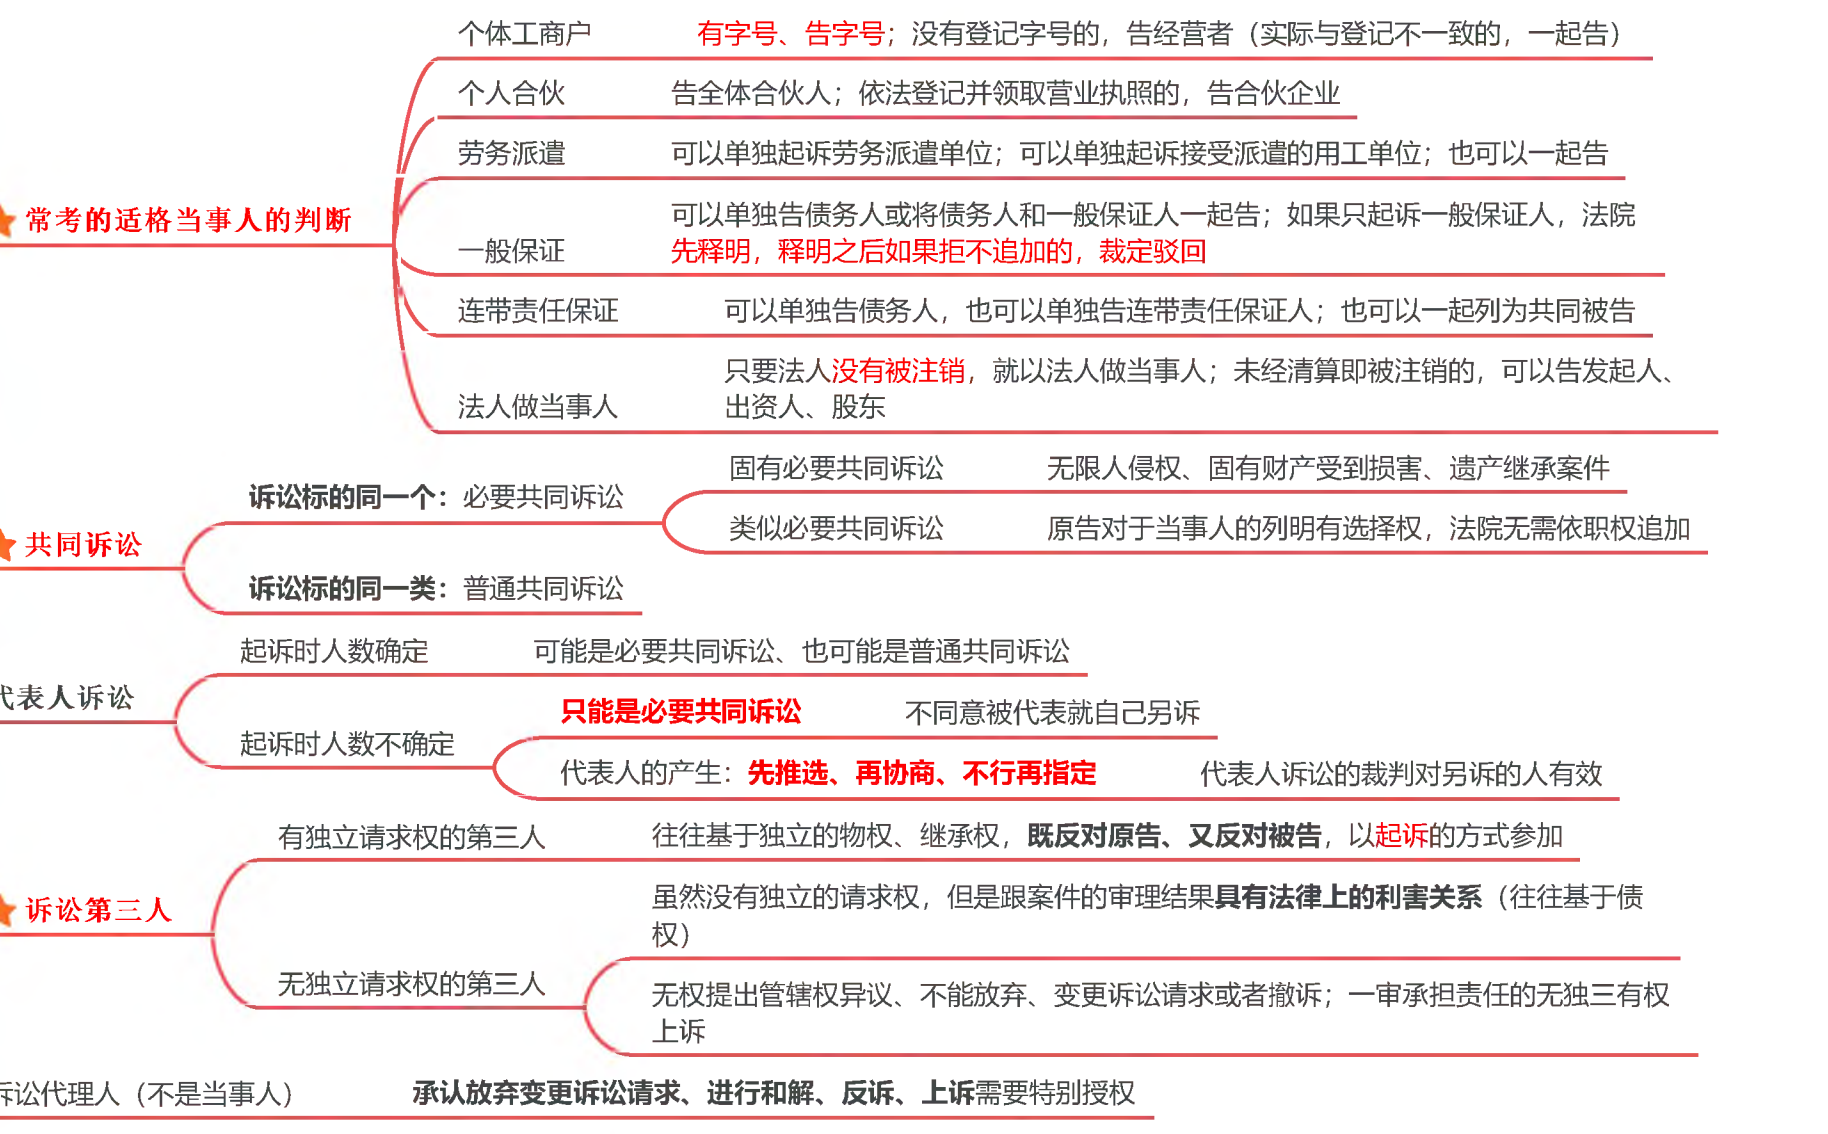 个体工商户 有字号、告字号；没有登记字号的，告经营者（实际与登记不一致的，一起告）
个人合伙 告全体合伙人；依法登记并领取营业执照的，告合伙企业
劳务派遣 可以单独起诉劳务派遣单位；可以单独起诉接受派遣的用工单位；也可以一起告
常考的适格当事人的判断
可以单独告债务人或将债务人和一般保证人一起告；如果只起诉一般保证人，法院
一般保证 先释明，释明之后如果拒不追加的，裁定驳回
连带责任保证 可以单独告债务人，也可以单独告连带责任保证人；也可以一起列为共同被告
只要法人没有被注销，就以法人做当事人；未经清算即被注销的，可以告发起人、
法人做当事人 出资人、股东
固有必要共同诉讼 无限人侵权、固有财产受到损害、遗产继承案件
诉讼标的同一个：必要共同诉讼
类似必要共同诉讼 原告对于当事人的列明有选择权，法院无需依职权追加
共同诉讼
诉讼标的同一类：普通共同诉讼
起诉时人数确定 可能是必要共同诉讼、也可能是普通共同诉讼
代表人诉讼
只能是必要共同诉讼 不同意被代表就自己另诉
起诉时人数不确定
代表人的产生：先推选、再协商、不行再指定 代表人诉讼的裁判对另诉的人有效
有独立请求权的第三人 往往基于独立的物权、继承权，既反对原告、又反对被告，以起诉的方式参加
诉讼第三人
虽然没有独立的请求权，但是跟案件的审理结果具有法律上的利害关系（往往基于债
权）
无独立请求权的第三人
无权提出管辖权异议、不能放弃、变更诉讼请求或者撤诉；一审承担责任的无独三有权
上诉
诉讼代理人（不是当事人） 承认放弃变更诉讼请求、进行和解、反诉、上诉需要特别授权